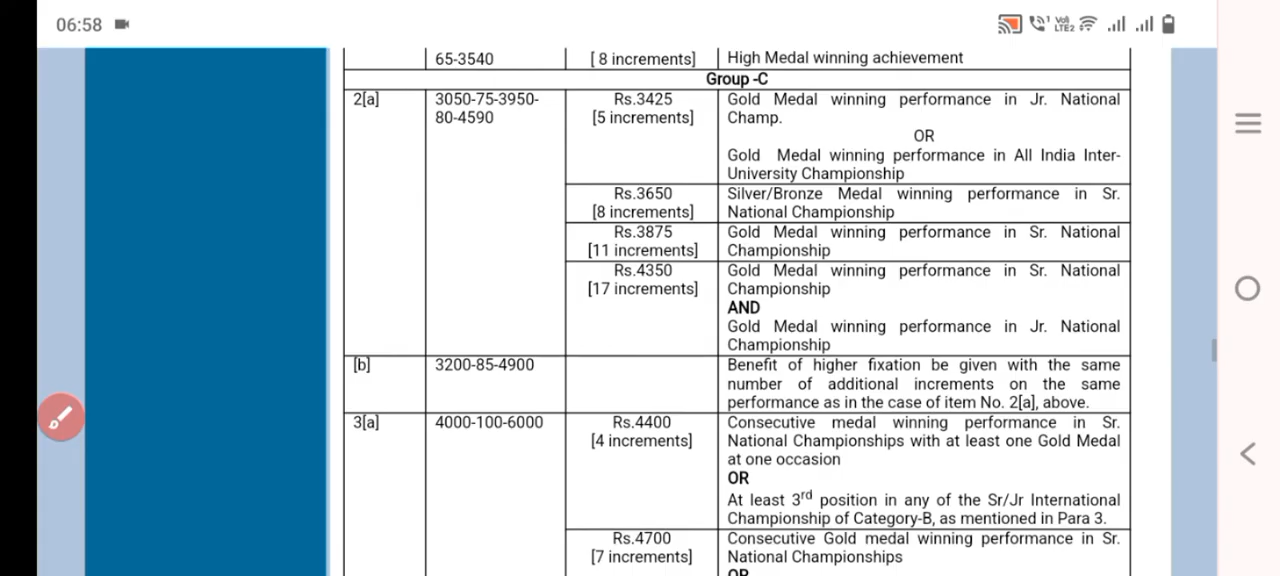 06:58
Vo)
LTE2
65-3540 [ 8 increments] High Medal winning achievement
Group -C
2[a] 3050-75-3950- Rs.3425 Gold Medal winning performance in Jr. National
80-4590 [5 increments] Champ.
OR
Gold Medal winning performance in All India Inter-
University Championship
Rs.3650 Silver/Bronze Medal winning performance in Sr.
[8 increments] National Championship
Rs.3875 Gold Medal winning performance in Sr. National
[11 increments] Championship
Rs.4350 Gold Medal winning performance in Sr. National
[17 increments] Championship
AND
Gold Medal winning performance in Jr. National
Championship
[b] 3200-85-4900 Benefit of higher fixation be given with the same
number of additional increments on the same
performance as in the case of item No. 2[a], above.
3[a] 4000-100-6000 Rs.4400 Consecutive medal winning performance in Sr.
[4 increments] National Championships with at least one Gold Medal
at one occasion
OR
At least 3rd position in any of the Sr/Jr International
Championship of Category-B, as mentioned in Para 3.
Rs.4700 Consecutive Gold medal winning performance in Sr.
[7 increments] National Championships
OR